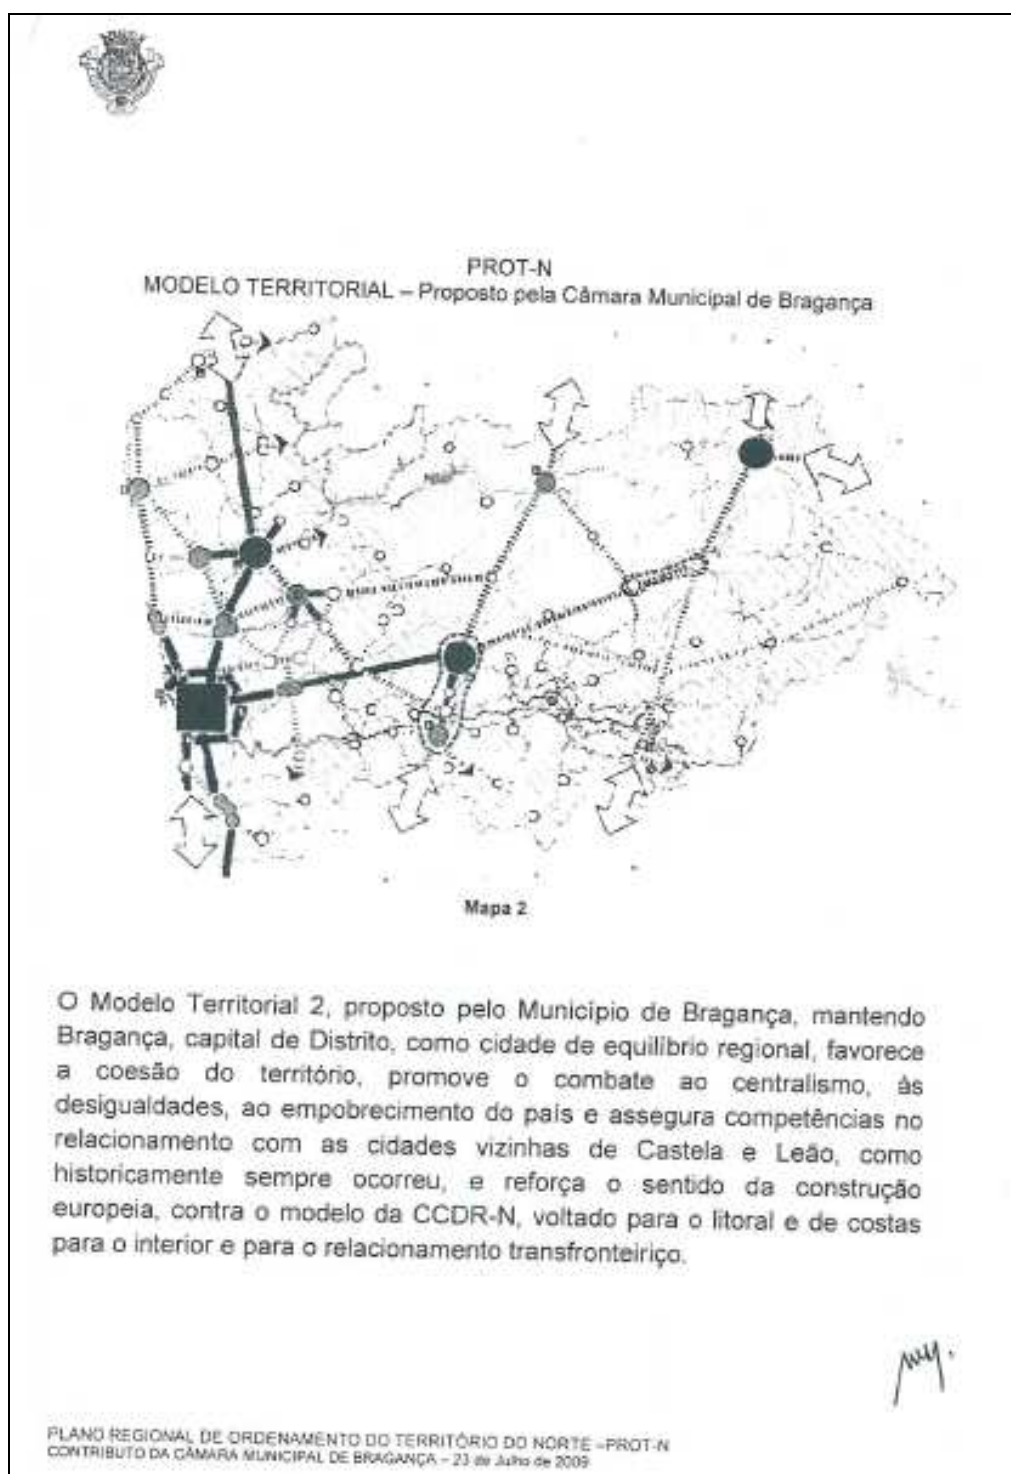 PROT-N
MODELO TERRITORIAL – Proposto pela Câmara Municipal de Bragança
Mapa 2
O Modelo Territorial 2, proposto pelo Município de Bragança, mantendo
Bragança, capital de Distrito, como cidade de equilíbrio regional, favorece
a coesão do território, promove o combate ao centralismo, às
desigualdades, ao empobrecimento do país e assegura competências no
relacionamento com as cidades vizinhas de Castela e Leão, como
historicamente sempre ocorreu, e reforça o sentido da construção
europeia, contra o modelo da CCDR-N, voltado para o litoral e de costas
para o interior e para o relacionamento transfronteiriço.
PLANO REGIONAL DE ORDENAMENTO DO TERRITÓRIO DO NORTE –PROT-N
CONTRIBUTO DA CÂMARA MUNICIPAL DE BRAGANÇA – 23 de Julho de 2009